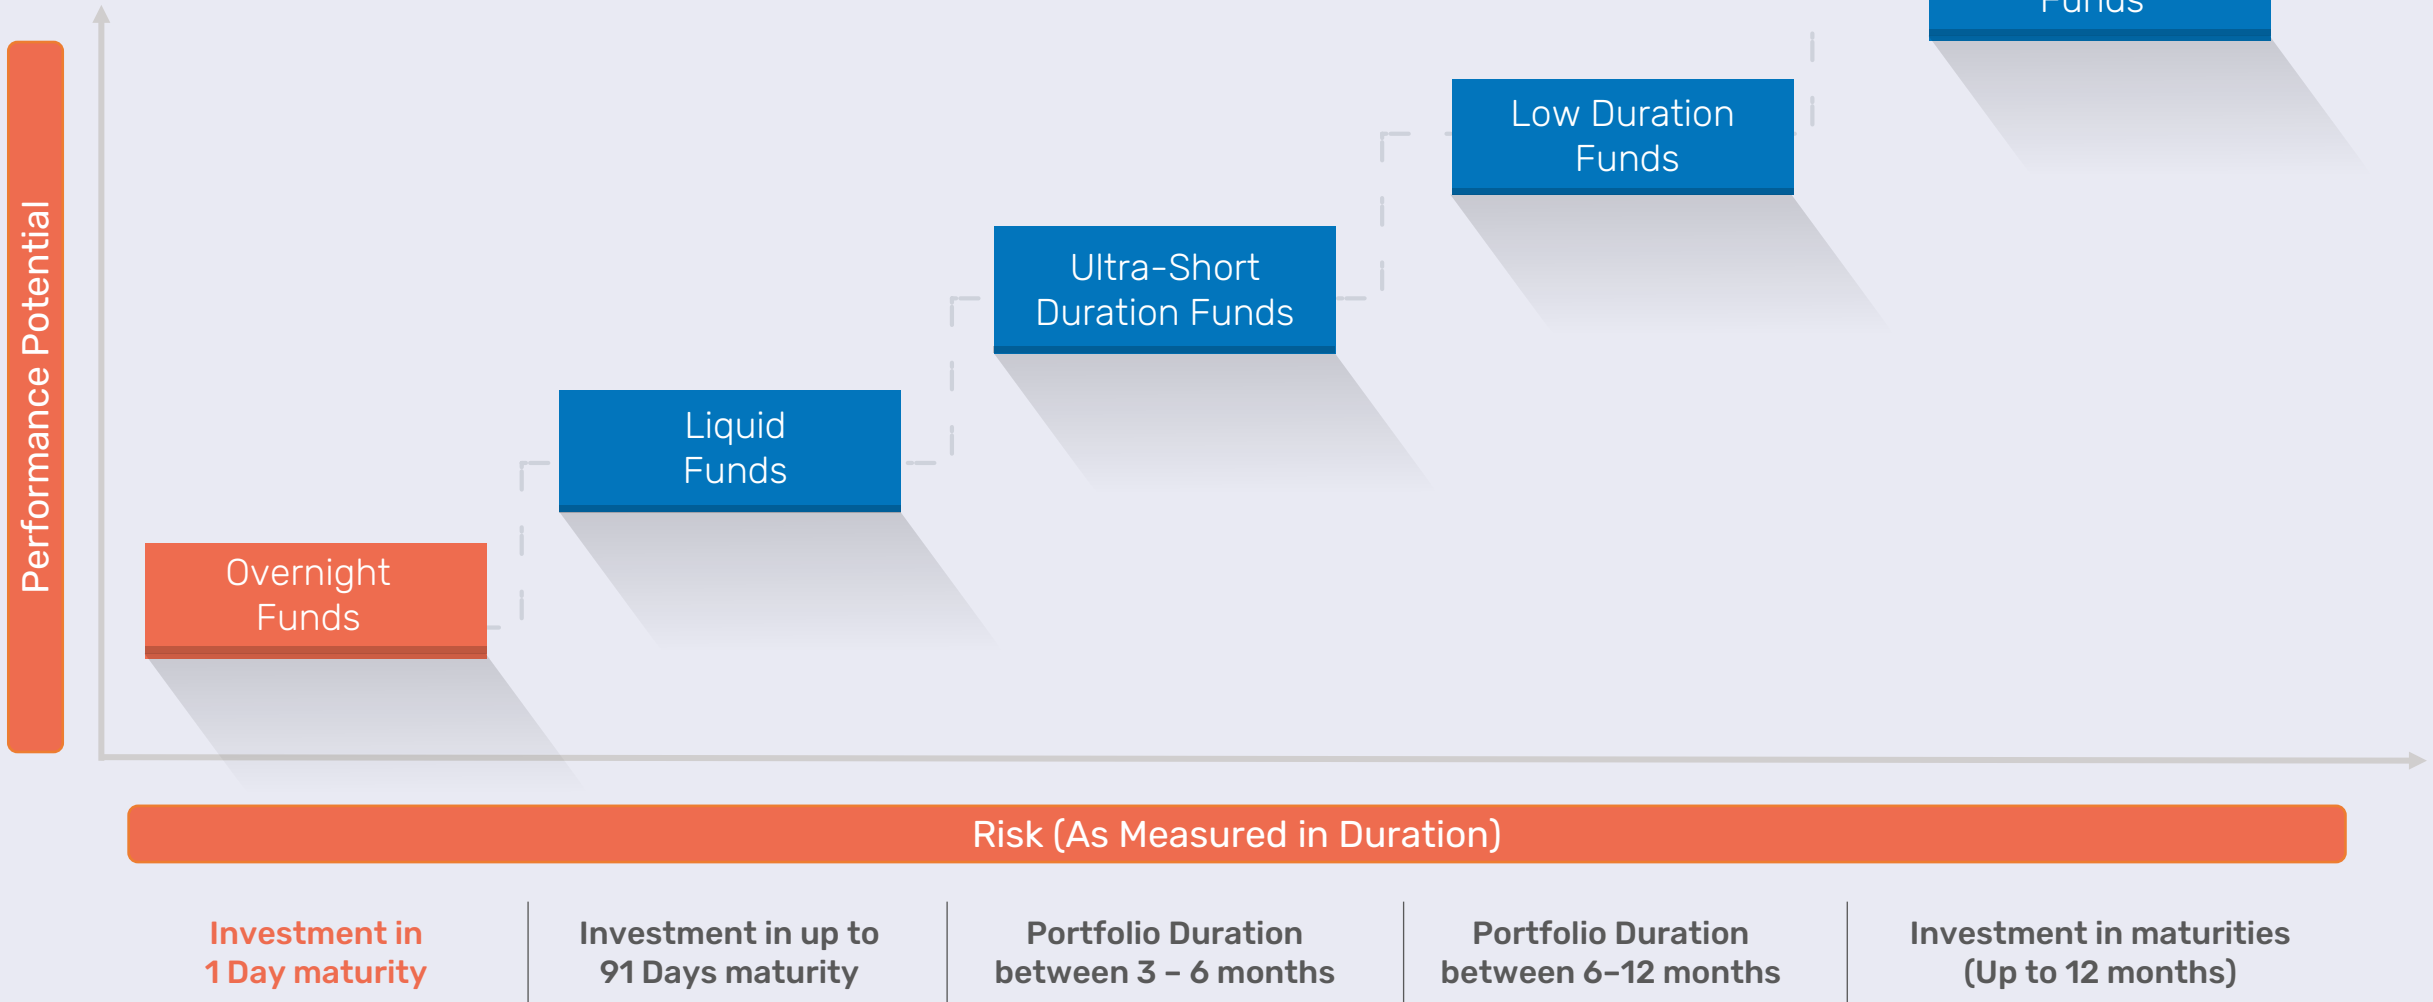 Funds
Low Duration
Funds
Ultra-Short
Duration Funds
Liquid
Funds
Overnight
Funds
Performance Potential
Risk (As Measured in Duration)
Investment in
1 Day maturity
Investment in up to
91 Days maturity
Portfolio Duration
between 3 – 6 months
Portfolio Duration
between 6–12 months
Investment in maturities
(Up to 12 months)